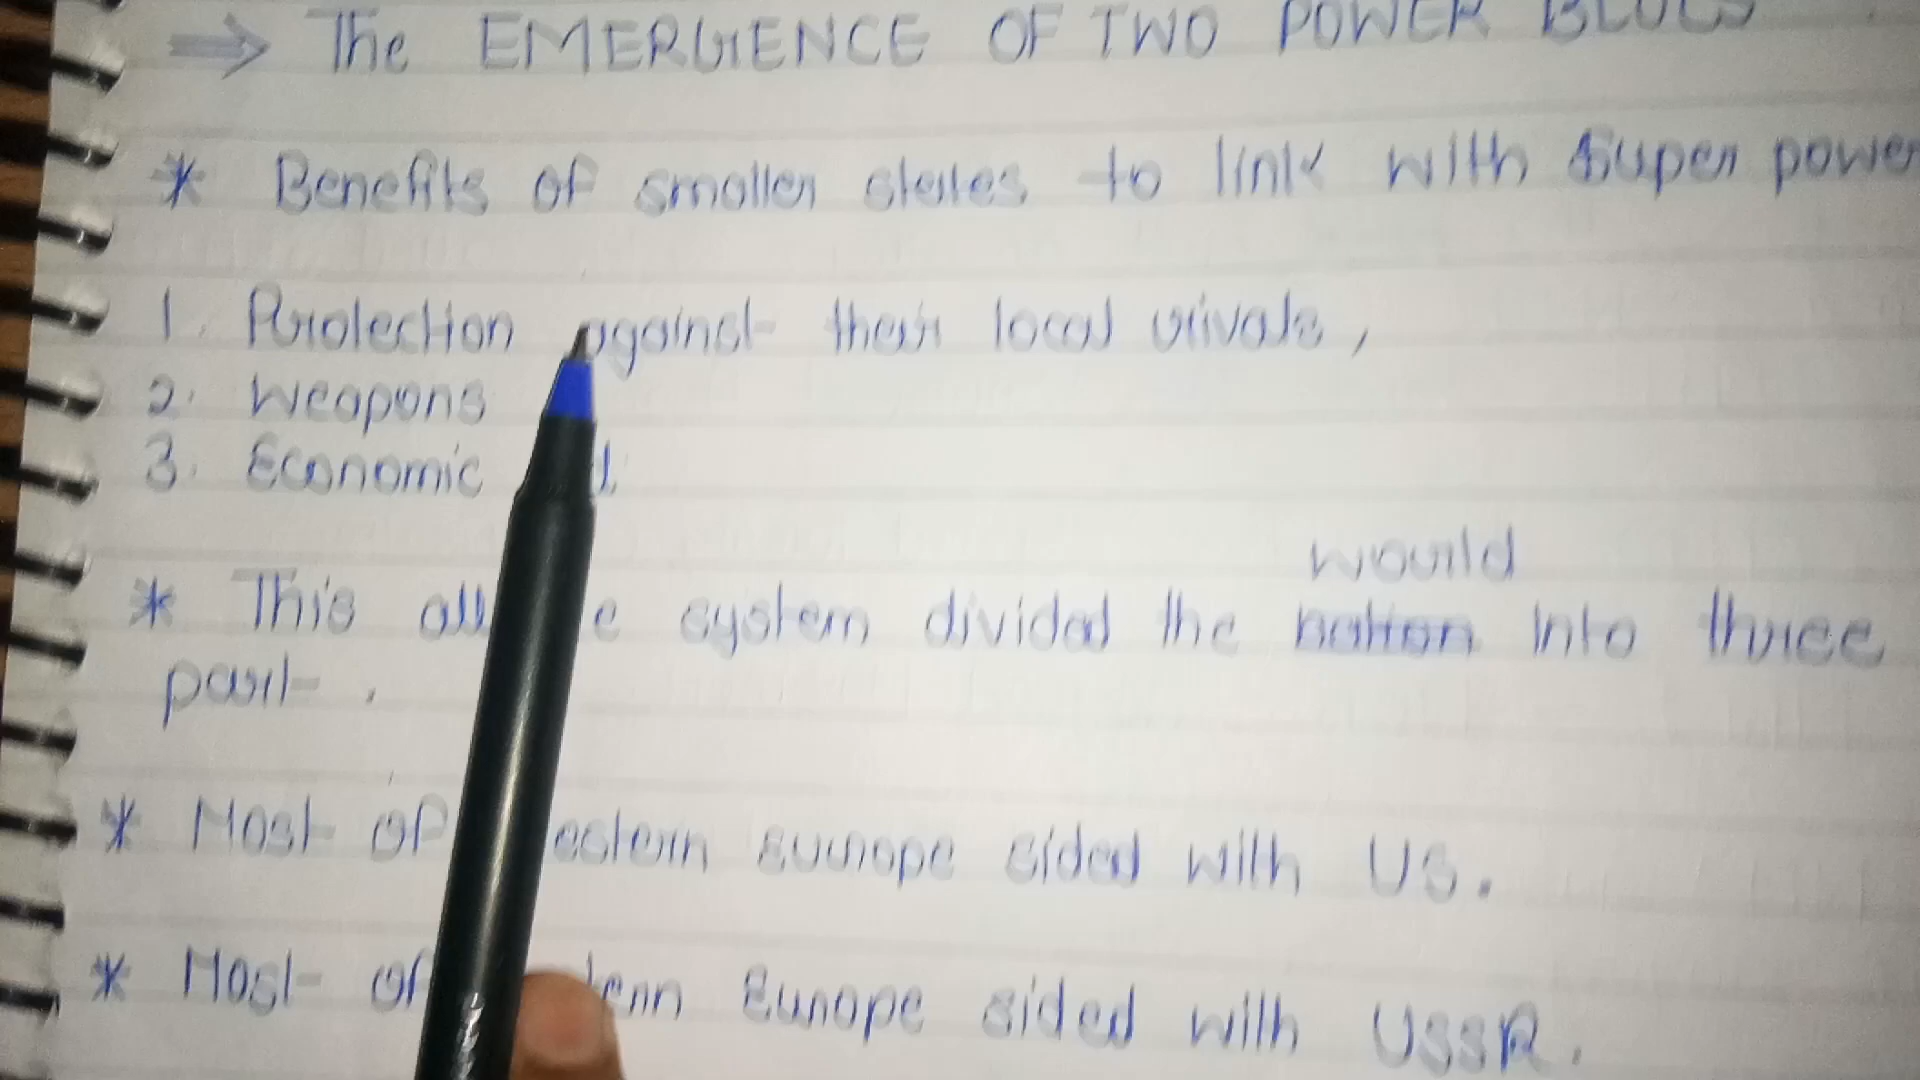 ⇒ The EMERGENCE OF TWO POWER BLOCS
* Benefits of smaller states to link with Super power
1. Protection against their local rivals,
2. Weapons
3. Economic
would
* This system divided the nation into three
part.
* Most of Europe sided with US.
* Most of Europe sided with USSR.